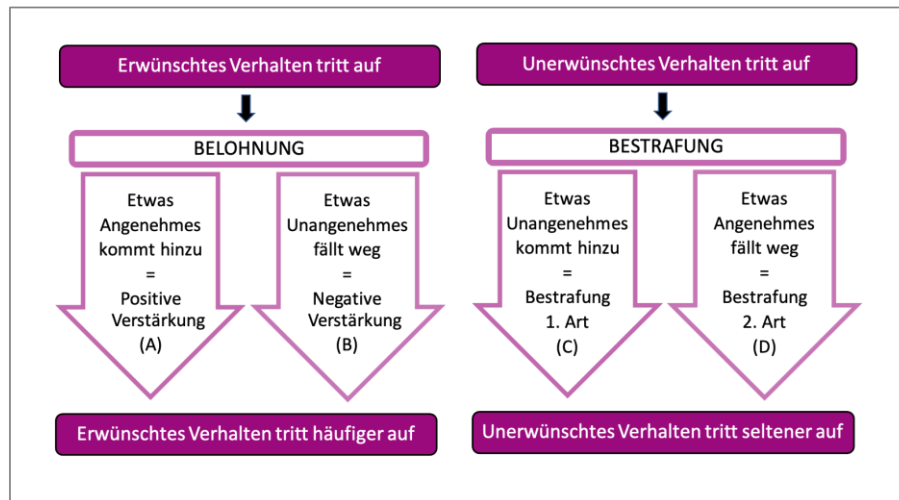 Erwünschtes Verhalten tritt auf
BELOHNUNG
Etwas
Angenehmes
kommt hinzu
=
Positive
Verstärkung
(A)
Etwas
Unangenehmes
fällt weg
=
Negative
Verstärkung
(B)
Erwünschtes Verhalten tritt häufiger auf
Unerwünschtes Verhalten tritt auf
BESTRAFUNG
Etwas
Unangenehmes
kommt hinzu
=
Bestrafung
1. Art
(C)
Etwas
Angenehmes
fällt weg
=
Bestrafung
2. Art
(D)
Unerwünschtes Verhalten tritt seltener auf